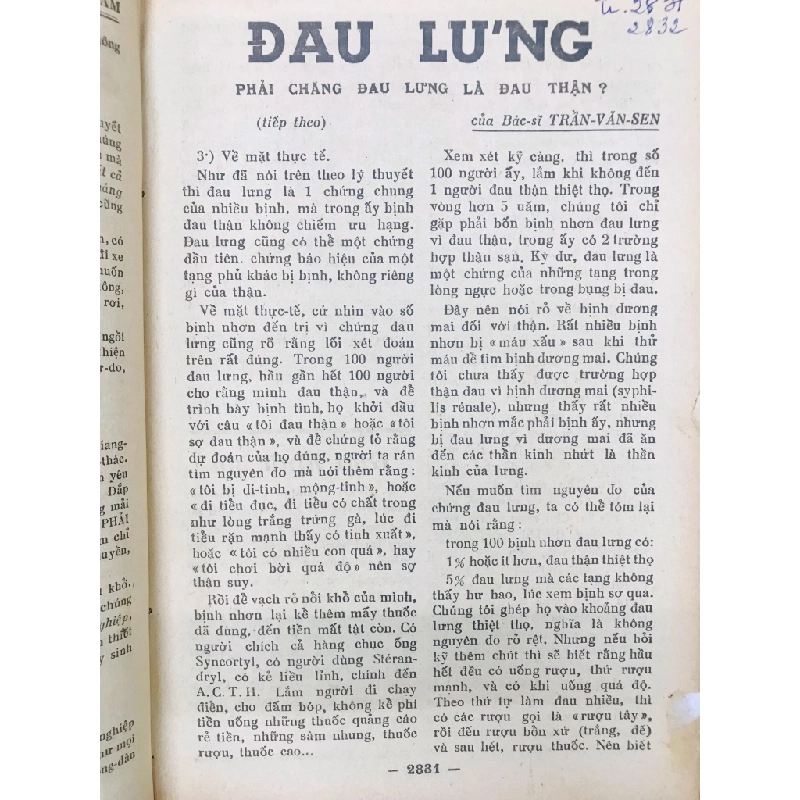 AM
ĐAU LƯNG
PHẢI CHĂNG ĐAU LƯNG LÀ ĐAU THẬN?
(tiếp theo)
của Bác-sĩ TRẦN-VĂN-SEN
3·) Về mặt thực tế.
Như đã nói trên theo lý thuyết
thì đau lưng là 1 chứng chung
của nhiều bịnh, mà trong ấy bịnh
đau thận không chiếm ưu hạng.
Đau lưng cũng có thể một chứng
đầu tiên. chứng báo hiệu của một
tạng phủ khác bị bịnh, không riêng
gì của thận.
Về mặt thực-tế, cứ nhìn vào số
bịnh nhơn đến trị vì chứng đau
lưng cũng rõ rằng lối xét đoán
trên rất đúng. Trong 100 người
đau lưng, hầu gần hết 100 người
cho rằng mình đau thận, và để
trình bày bịnh tình, họ khởi đầu
với câu «tôi đau thận» hoặc «tôi
sợ đau thận», và để chứng tỏ rằng
dự đoán của họ đúng, người ta rán
tìm nguyên do mà nói thêm rằng:
«tôi bị di-tinh, mộng-tinh», hoặc
«đi tiểu đục, đi tiểu có chất trong
như lòng trắng trứng gà, lúc đi
tiểu rặn mạnh thấy có tinh xuất»,
hoặc «tôi có nhiều con quá», hay
«tôi chơi bời quá độ» nên sợ
thận suy.
Rồi để vạch rõ nỗi khổ của mình,
bịnh nhơn lại kể thêm mấy thuốc
đã dùng, đến tiền mất tật còn. Có
người chích cả hàng chục ống
Syncortyl, có người dùng Stéran-
dryl, có kẻ liều lĩnh, chính đến
A.C.T.H. Lắm người đi chạy
điện, cho đấm bóp, không kể phí
tiền uống những thuốc quảng cáo
rẻ tiền, những sâm nhung, thuốc
rượu, thuốc cao...
Xem xét kỹ càng, thì trong số
100 người ấy, lắm khi không đến
1 người đau thận thiệt thọ. Trong
vòng hơn 5 năm, chúng tôi chỉ
gặp phải bốn bịnh nhơn đau lưng
vì đau thận, trong ấy có 2 trường
hợp thận sạn. Kỳ dư, đau lưng là
một chứng của những tạng trong
lòng ngực hoặc trong bụng bị đau.
Đây nên nói rõ về bịnh dương
mai đối với thận. Rất nhiều bịnh
nhơn bị «máu xấu» sau khi thử
máu để tìm bịnh dương mai. Chúng
tôi chưa thấy được trường hợp
thận đau vì bịnh dương mai (syphi-
lis rénale), nhưng thấy rất nhiều
bịnh nhơn mắc phải bịnh ấy, nhưng
bị đau lưng vì dương mai đã ăn
đến các thần kinh nhứt là thần
kinh của lưng.
Nếu muốn tìm nguyên do của
chứng đau lưng, ta có thể tóm lại
mà nói rằng:
trong 100 bịnh nhơn đau lưng có:
1% hoặc ít hơn, đau thận thiệt thọ
5% đau lưng mà các tạng không
thấy hư hao, lúc xem bịnh sơ qua.
Chúng tôi ghép họ vào khoảng đau
lưng thiệt thọ, nghĩa là không
nguyên do rõ rệt. Nhưng nếu hỏi
kỹ thêm chút thì sẽ biết rằng hầu
hết đều có uống rượu, thứ rượu
mạnh, và có khi uống quá độ.
Theo thứ tự làm đau nhiều, thì
có các rượu gọi là «rượu tây»,
rồi đến rượu bổn xứ (trắng, đế)
và sau hết, rượu thuốc. Nên biết
— 2831 —